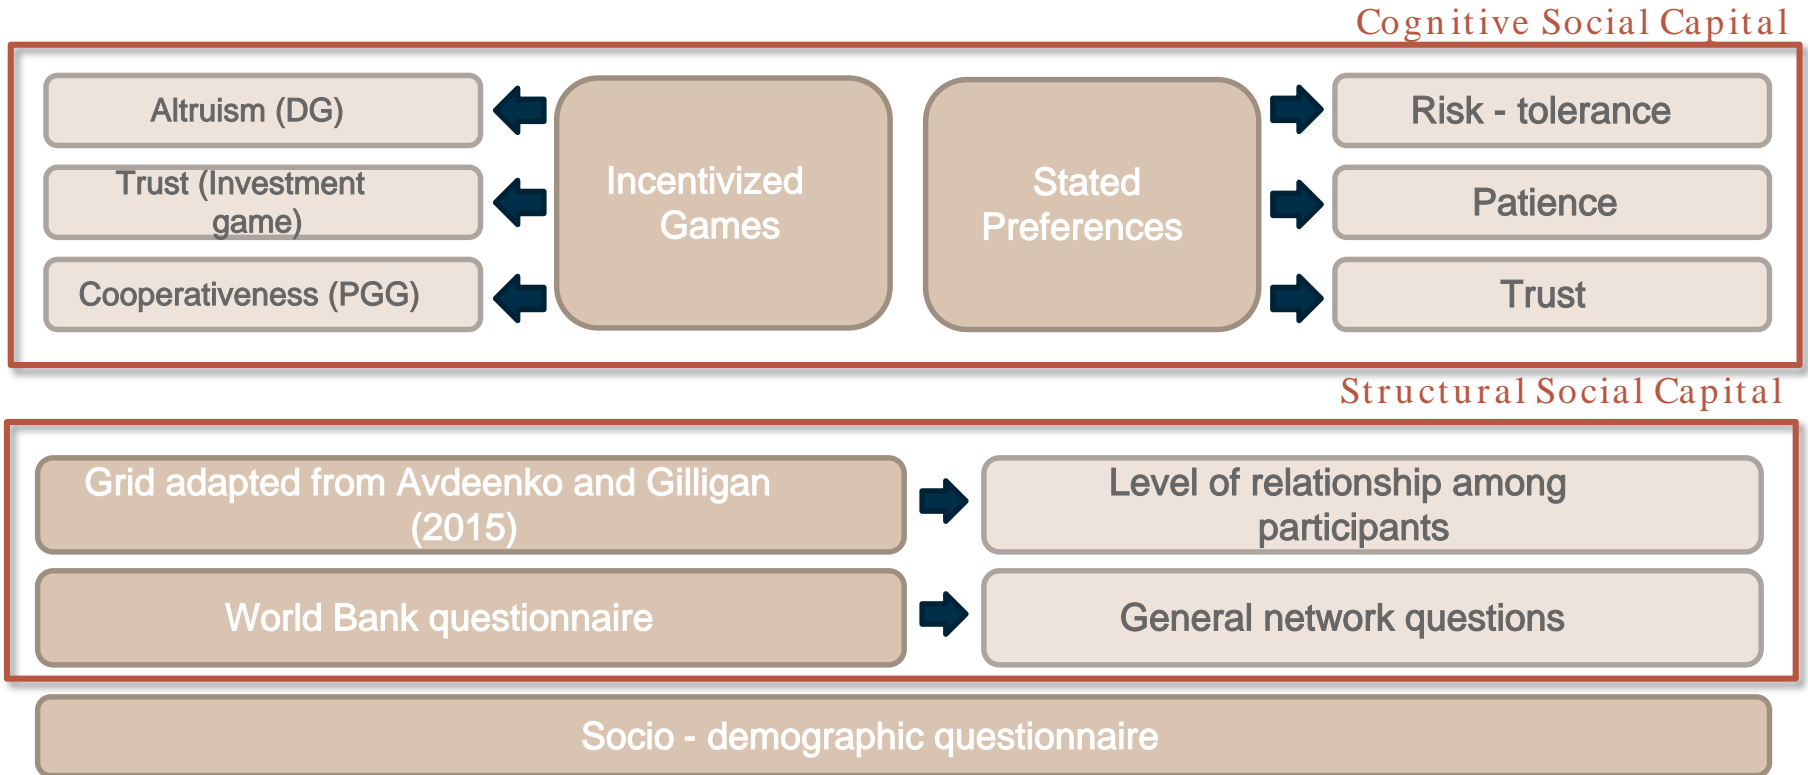 Cognitive Social Capital
Altruism (DG)
Trust (Investment
game)
Cooperativeness (PGG)
Incentivized
Games
Stated
Preferences
Risk - tolerance
Patience
Trust
Structural Social Capital
Grid adapted from Avdeenko and Gilligan
(2015)
Level of relationship among
participants
World Bank questionnaire
General network questions
Socio - demographic questionnaire